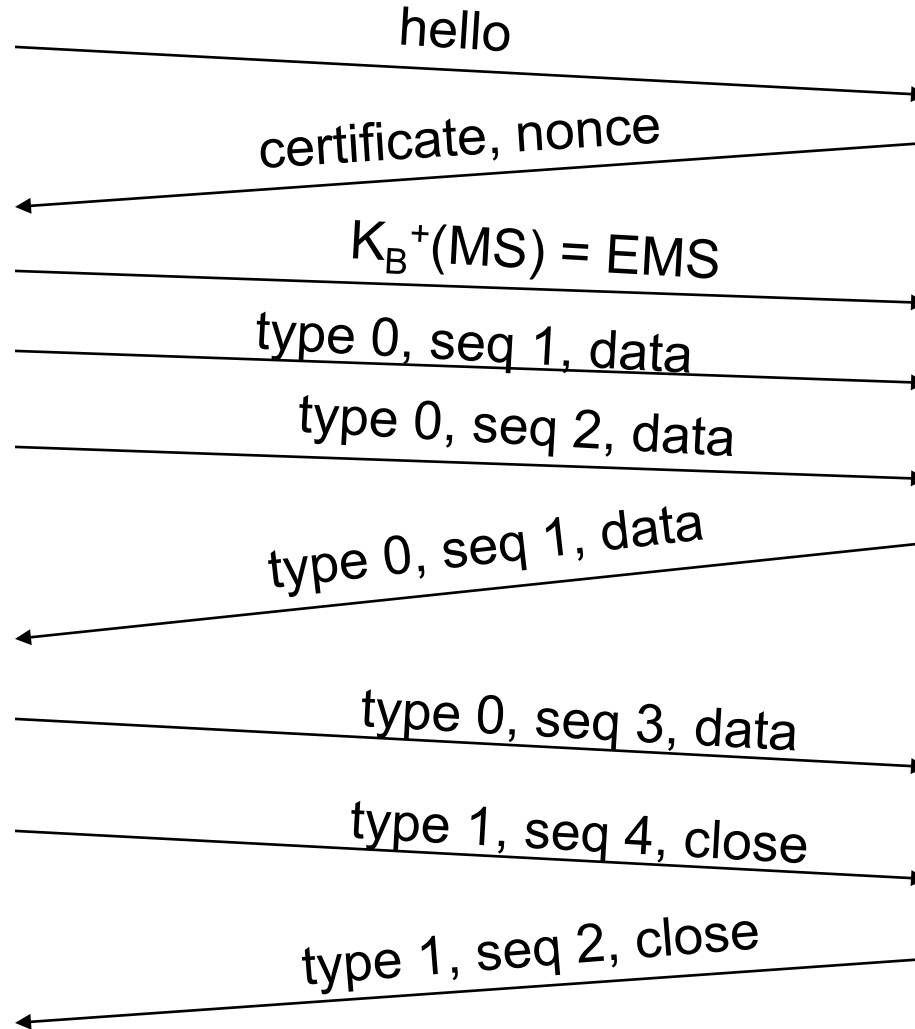 hello
certificate, nonce
K_B⁺(MS) = EMS
type 0, seq 1, data
type 0, seq 2, data
type 0, seq 1, data
type 0, seq 3, data
type 1, seq 4, close
type 1, seq 2, close